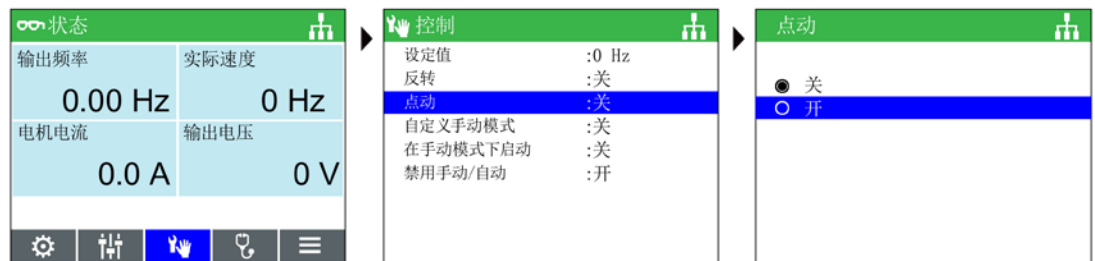 状态
输出频率 实际速度
0.00 Hz 0 Hz
电机电流 输出电压
0.0 A 0 V
控制
设定值 :0 Hz
反转 :关
点动 :关
自定义手动模式 :关
在手动模式下启动 :关
禁用手动/自动 :开
点动
关
开